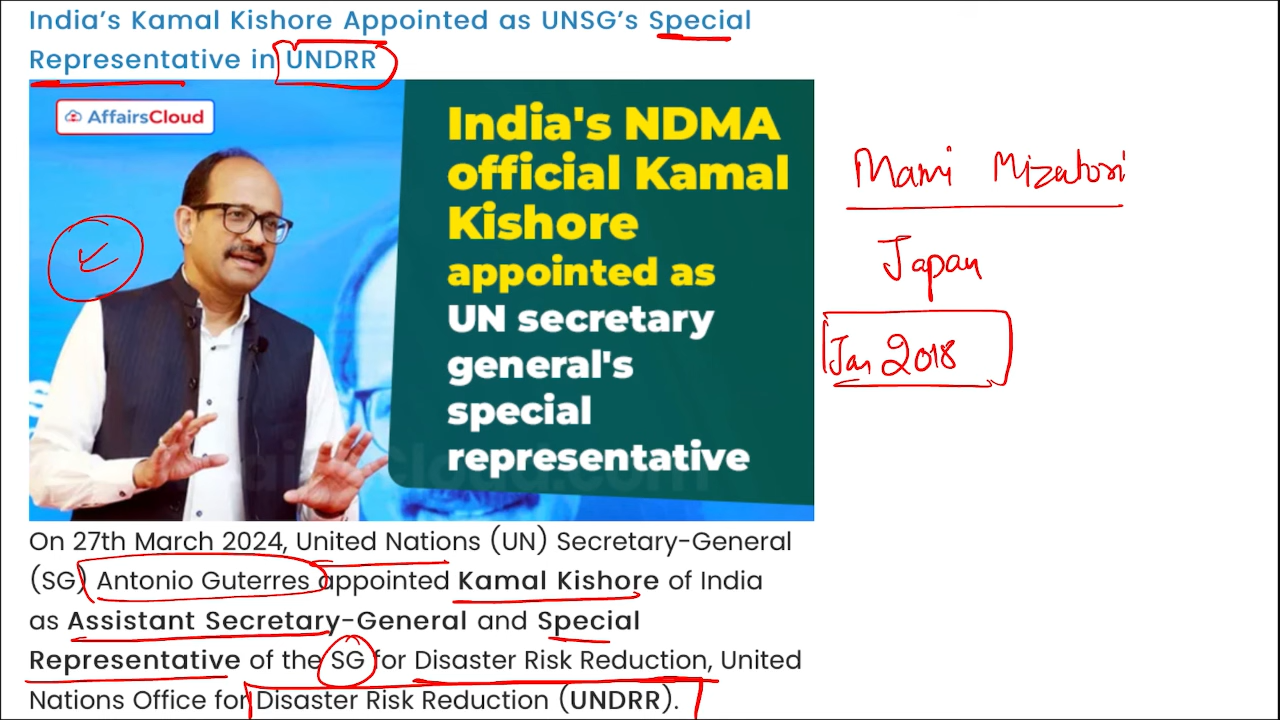 India’s Kamal Kishore Appointed as UNSG’s Special
Representative in UNDRR
AffairsCloud
India's NDMA
official Kamal
Kishore
appointed as
UN secretary
general's
special
representative
Mami Mizutori
Japan
Jan 2018
On 27th March 2024, United Nations (UN) Secretary-General
(SG) Antonio Guterres appointed Kamal Kishore of India
as Assistant Secretary-General and Special
Representative of the SG for Disaster Risk Reduction, United
Nations Office for Disaster Risk Reduction (UNDRR).